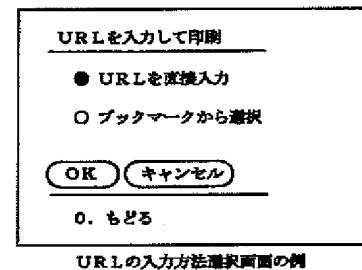 URLを入力して印刷
● URLを直接入力
○ ブックマークから選択
OK キャンセル
0. もどる
URLの入力方法選択画面の例